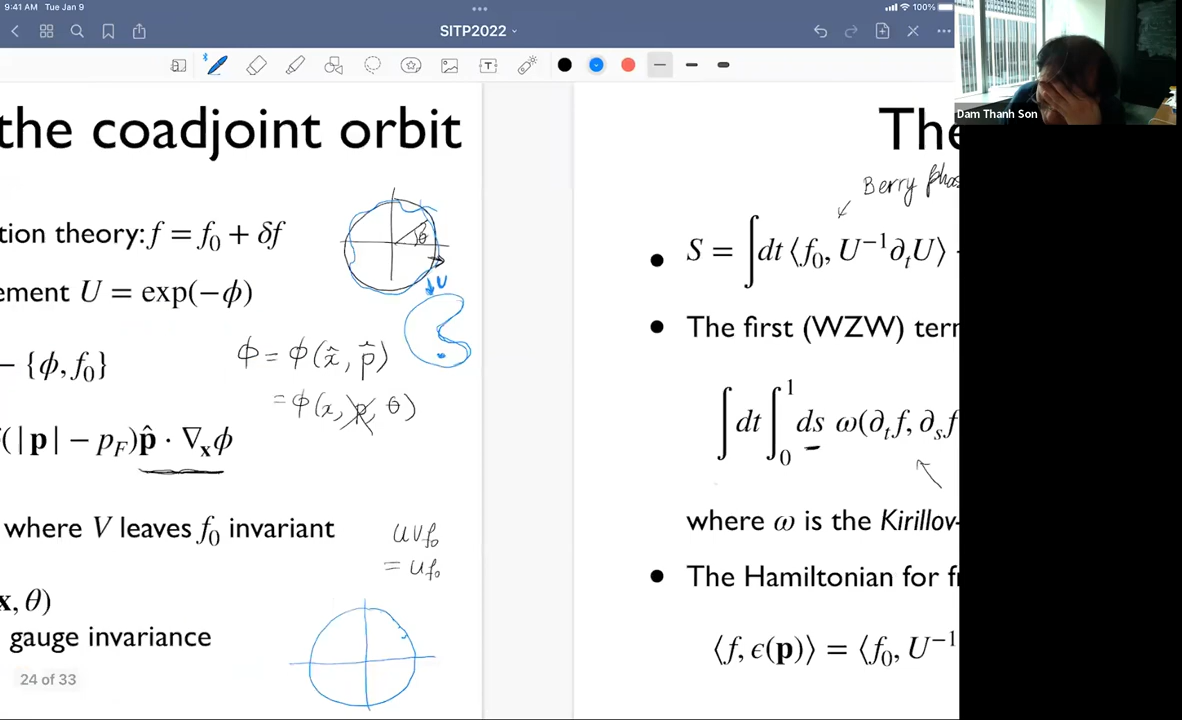 9:41 AM Tue Jan 9
100%
SITP2022
Dam Thanh Son
the coadjoint orbit
tion theory: f = f₀ + δf
ement U = exp(−ϕ)
− {ϕ, f₀}
(|p| − p_F)p̂ · ∇ₓϕ
where V leaves f₀ invariant
x, θ)
gauge invariance
24 of 33
θ
U
ϕ = ϕ(x̂, p̂)
= ϕ(x, p, θ)
UVf₀
= Uf₀
The
Berry phas
• S = ∫dt ⟨f₀, U⁻¹∂ₜU⟩ −
• The first (WZW) term
∫dt ∫₀¹ ds ω(∂ₜf, ∂ₛf
where ω is the Kirillov-
• The Hamiltonian for f
⟨f, ϵ(p)⟩ = ⟨f₀, U⁻¹